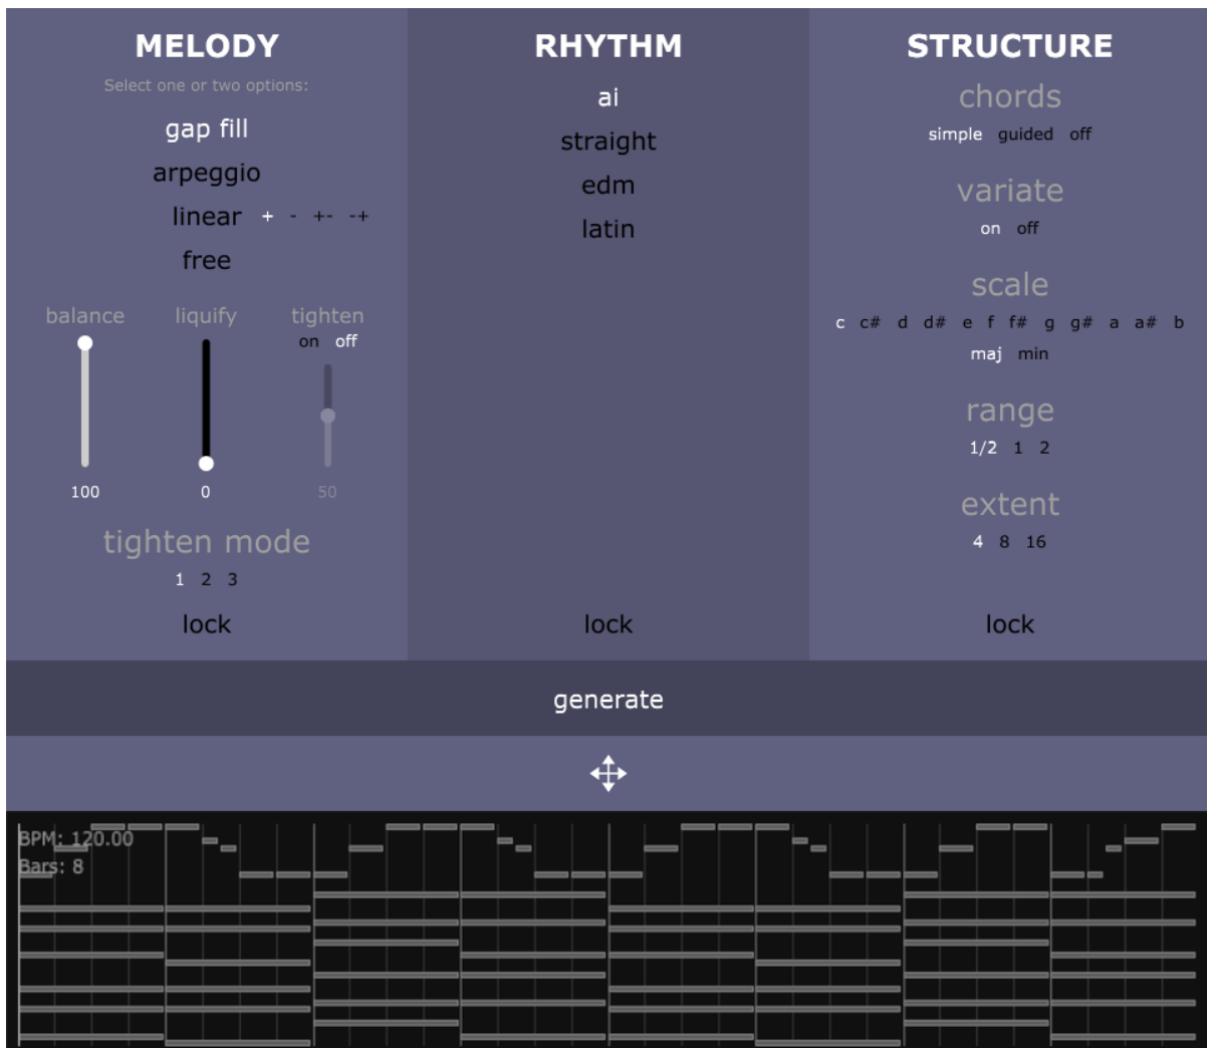 MELODY
Select one or two options:
gap fill
arpeggio
linear + - +- -+
free
balance liquify tighten
on off
100 0 50
tighten mode
1 2 3
lock
RHYTHM
ai
straight
edm
latin
lock
STRUCTURE
chords
simple guided off
variate
on off
scale
c c# d d# e f f# g g# a a# b
maj min
range
1/2 1 2
extent
4 8 16
lock
generate
BPM: 120.00
Bars: 8